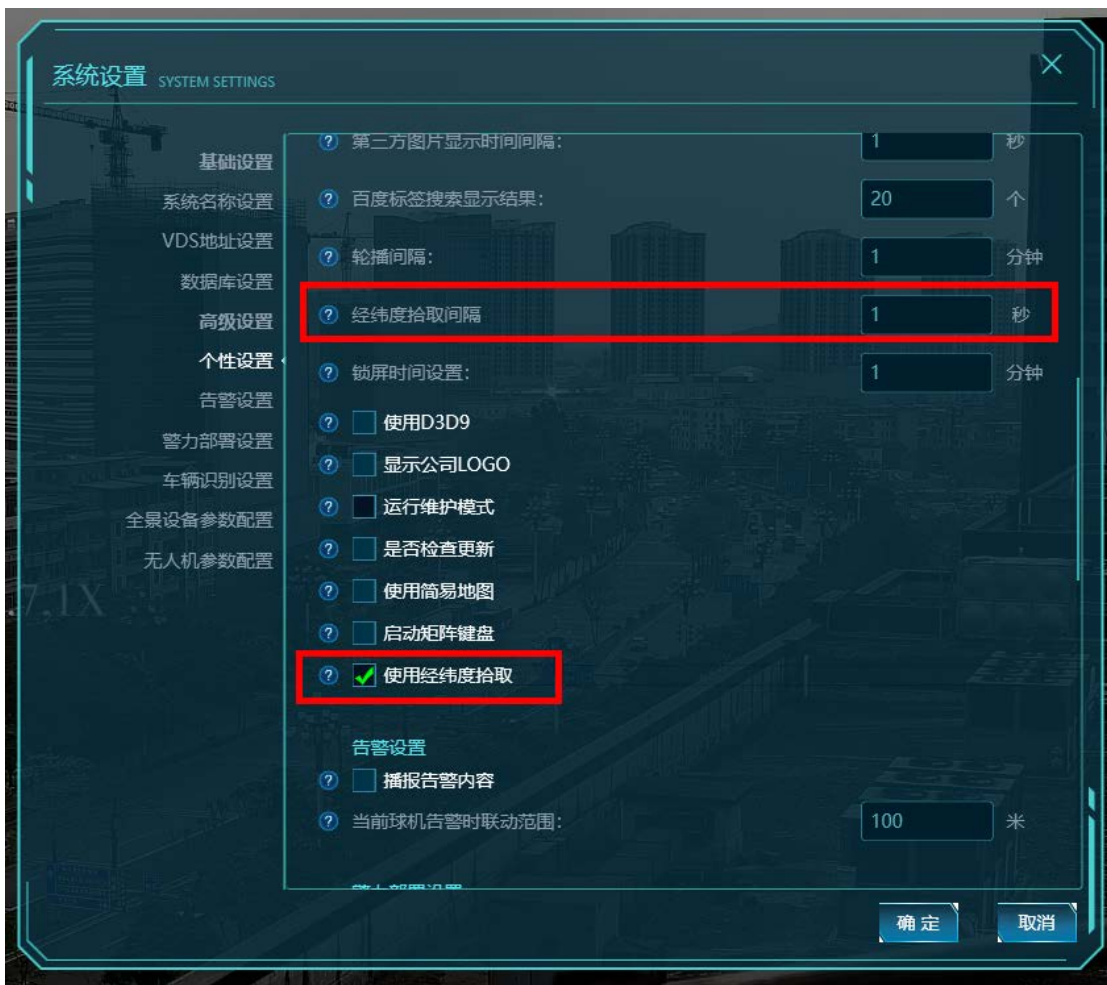 系统设置 SYSTEM SETTINGS
基础设置
系统名称设置
VDS地址设置
数据库设置
高级设置
个性设置
告警设置
警力部署设置
车辆识别设置
全景设备参数配置
无人机参数配置
第三方图片显示时间间隔: 1 秒
百度标签搜索显示结果: 20 个
轮播间隔: 1 分钟
经纬度拾取间隔 1 秒
锁屏时间设置: 1 分钟
使用D3D9
显示公司LOGO
运行维护模式
是否检查更新
使用简易地图
启动矩阵键盘
使用经纬度拾取
告警设置
播报告警内容
当前球机告警时联动范围: 100 米
警力部署设置
确定 取消
7.1X